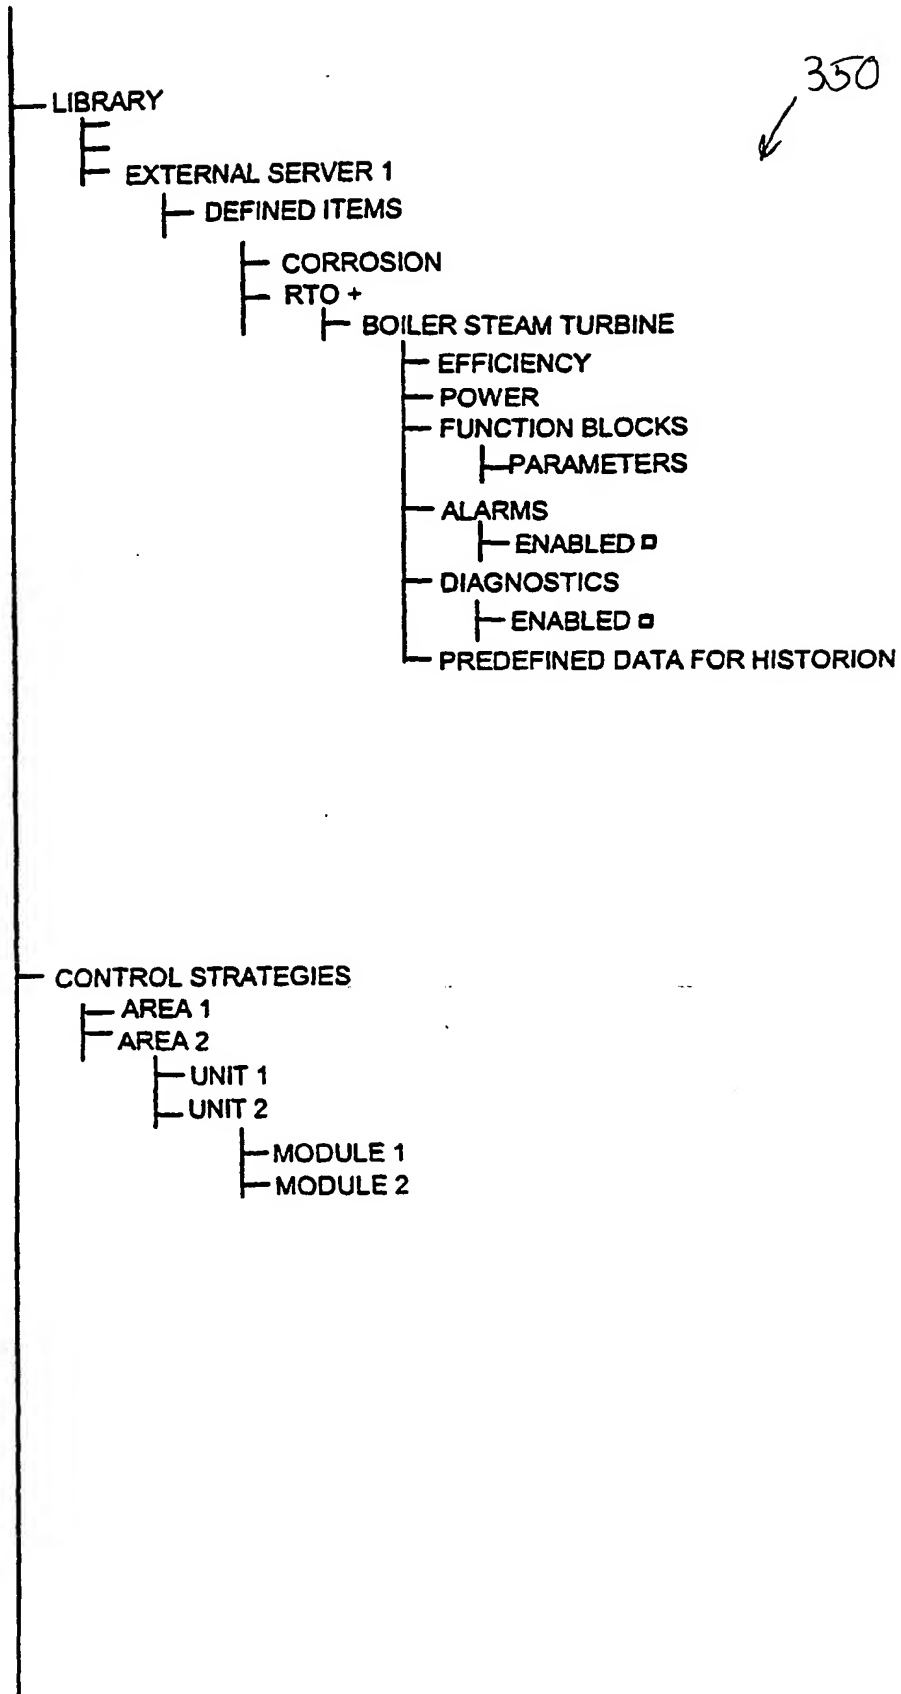 350
LIBRARY
EXTERNAL SERVER 1
DEFINED ITEMS
CORROSION
RTO +
BOILER STEAM TURBINE
EFFICIENCY
POWER
FUNCTION BLOCKS
PARAMETERS
ALARMS
ENABLED
DIAGNOSTICS
ENABLED
PREDEFINED DATA FOR HISTORION
CONTROL STRATEGIES
AREA 1
AREA 2
UNIT 1
UNIT 2
MODULE 1
MODULE 2